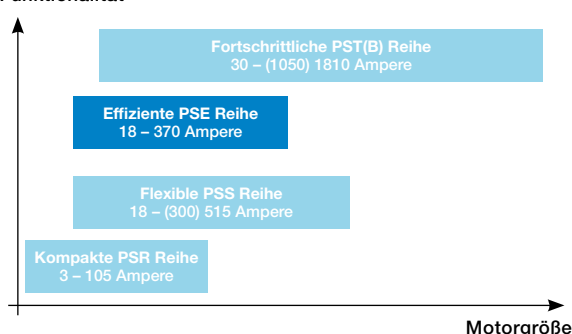 Funktionalität
Fortschrittliche PST(B) Reihe
30 – (1050) 1810 Ampere
Effiziente PSE Reihe
18 – 370 Ampere
Flexible PSS Reihe
18 – (300) 515 Ampere
Kompakte PSR Reihe
3 – 105 Ampere
Motorgröße